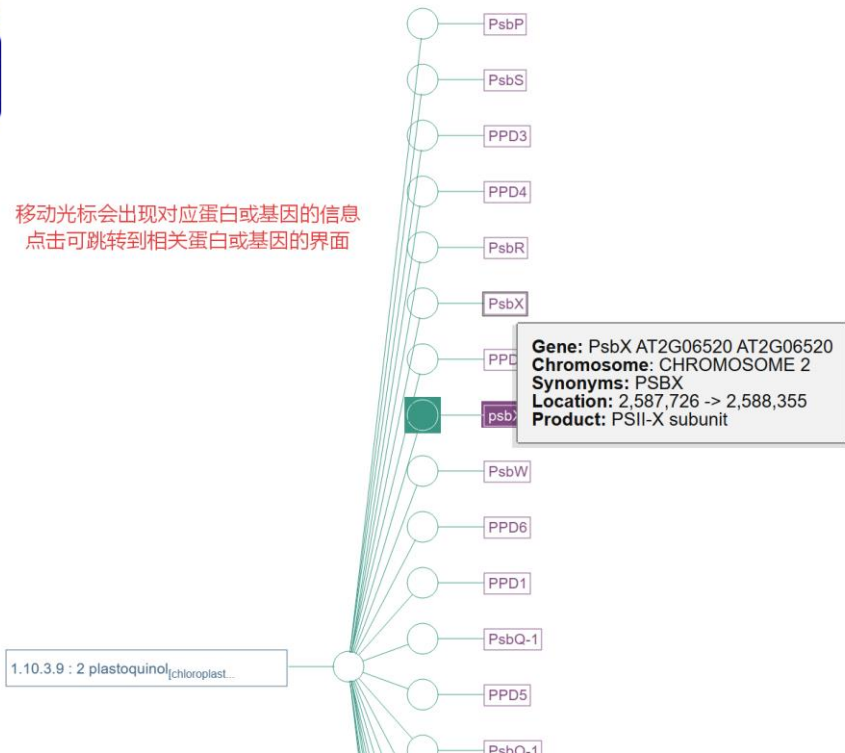 PsbP
PsbS
PPD3
移动光标会出现对应蛋白或基因的信息
点击可跳转到相关蛋白或基因的界面
PPD4
PsbR
PsbX
Gene: PsbX AT2G06520 AT2G06520
Chromosome: CHROMOSOME 2
Synonyms: PSBX
Location: 2,587,726 -> 2,588,355
Product: PSII-X subunit
PsbW
PPD6
PPD1
PsbQ-1
1.10.3.9 : 2 plastoquinol[chloroplast...
PPD5